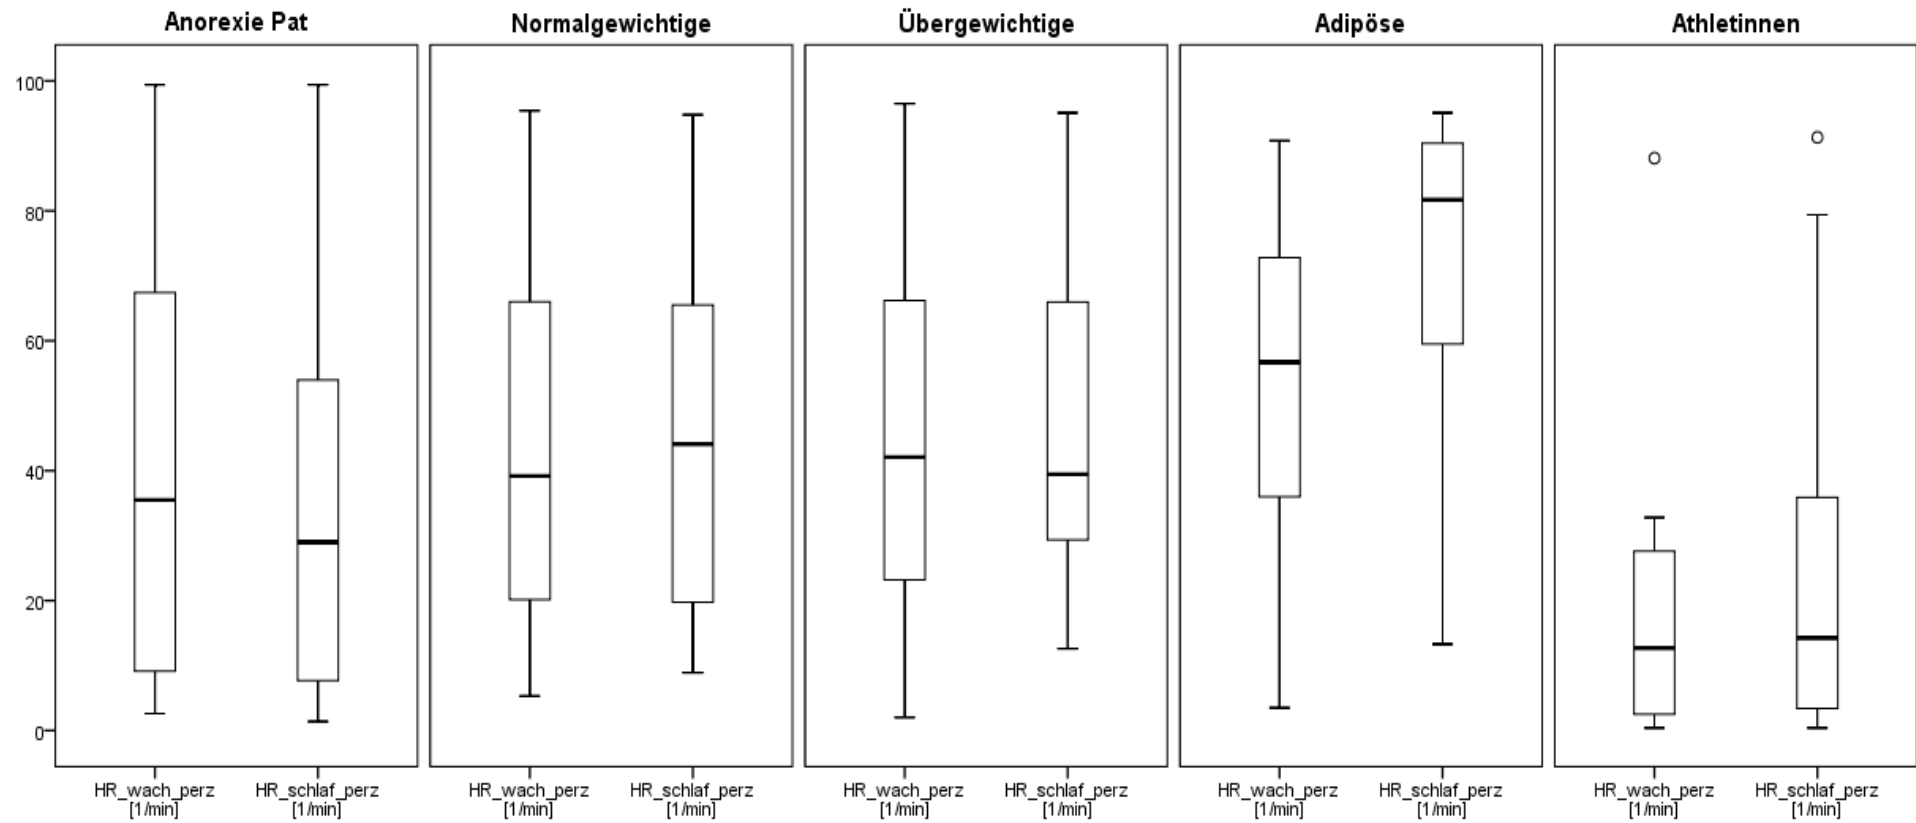 Anorexie Pat
Normalgewichtige
Übergewichtige
Adipöse
Athletinnen
100
80
60
40
20
0
HR_wach_perz
[1/min]
HR_schlaf_perz
[1/min]
HR_wach_perz
[1/min]
HR_schlaf_perz
[1/min]
HR_wach_perz
[1/min]
HR_schlaf_perz
[1/min]
HR_wach_perz
[1/min]
HR_schlaf_perz
[1/min]
HR_wach_perz
[1/min]
HR_schlaf_perz
[1/min]